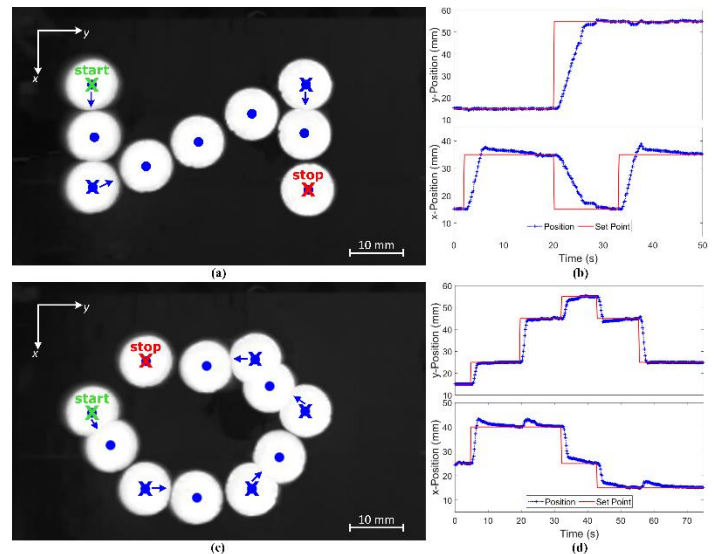 y
x
start
X
X
X
stop
X
10 mm
(a)
y-Position (mm)
60
50
40
30
20
10
x-Position (mm)
50
40
30
20
10
0
10
20
30
40
50
Position
Set Point
Time (s)
(b)
y
x
stop
X
start
X
X
X
X
X
10 mm
(c)
y-Position (mm)
60
50
40
30
20
10
x-Position (mm)
50
40
30
20
10
0
10
20
30
40
50
60
70
Position
Set Point
Time (s)
(d)